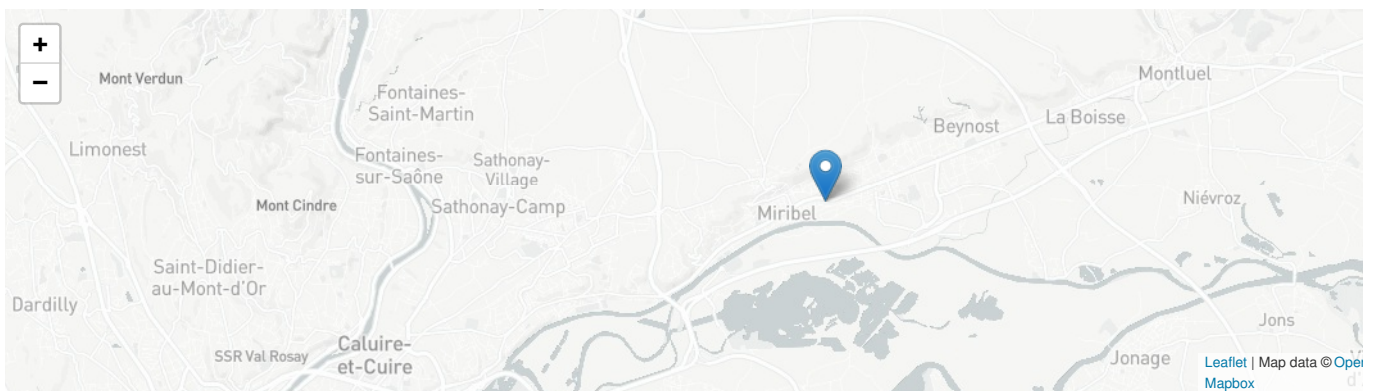 +
−
Mont Verdun
Montluel
Fontaines-
Saint-Martin
La Boisse
Beynost
Limonest
Fontaines-
sur-Saône
Sathonay-
Village
Mont Cindre
Sathonay-Camp
Miribel
Niévroz
Saint-Didier-
au-Mont-d'Or
Dardilly
Jons
SSR Val Rosay
Caluire-
et-Cuire
Jonage
Leaflet | Map data © Ope
Mapbox